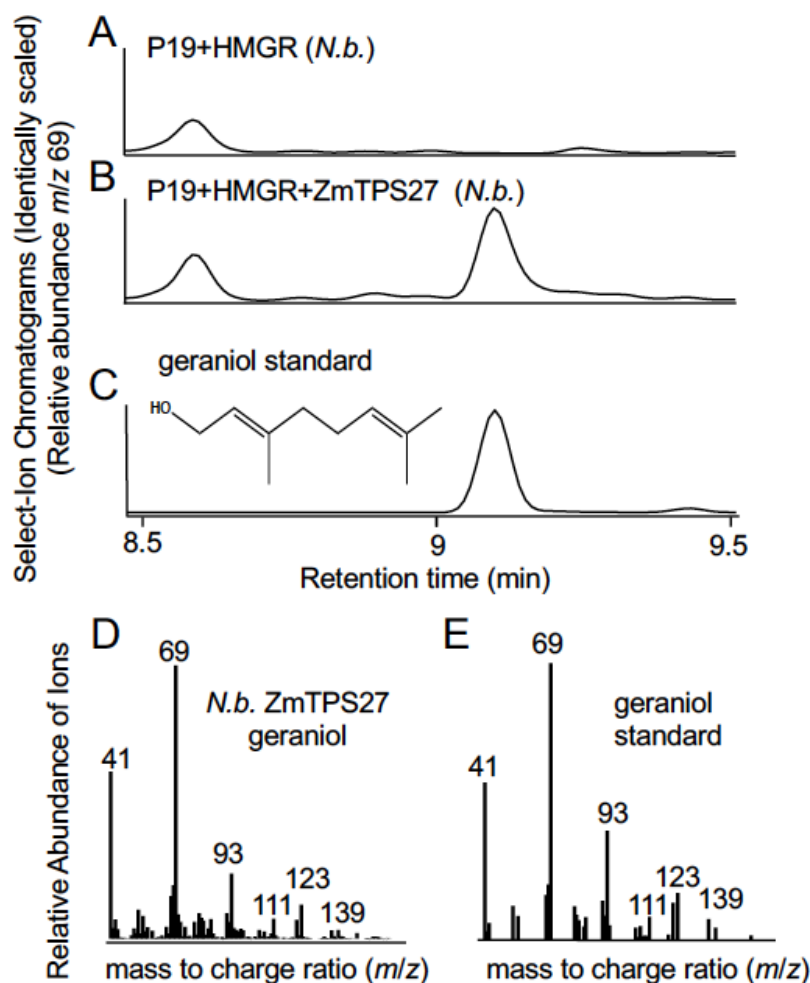 Select-Ion Chromatograms (Identically scaled)
(Relative abundance m/z 69)
A
P19+HMGR (N.b.)
B
P19+HMGR+ZmTPS27 (N.b.)
C
geraniol standard
HO
8.5 9 9.5
Retention time (min)
Relative Abundance of Ions
D
69
N.b. ZmTPS27
geraniol
41
93
111
123
139
mass to charge ratio (m/z)
E
69
geraniol
standard
41
93
111
123
139
mass to charge ratio (m/z)